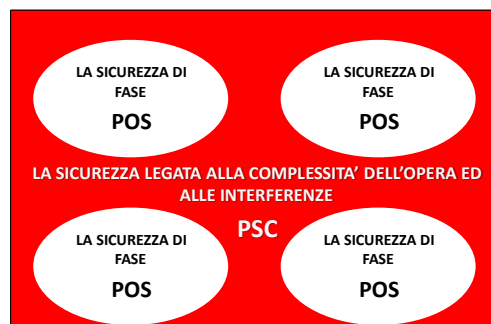 LA SICUREZZA DI
FASE
POS
LA SICUREZZA DI
FASE
POS
LA SICUREZZA LEGATA ALLA COMPLESSITA’ DELL’OPERA ED
ALLE INTERFERENZE
PSC
LA SICUREZZA DI
FASE
POS
LA SICUREZZA DI
FASE
POS